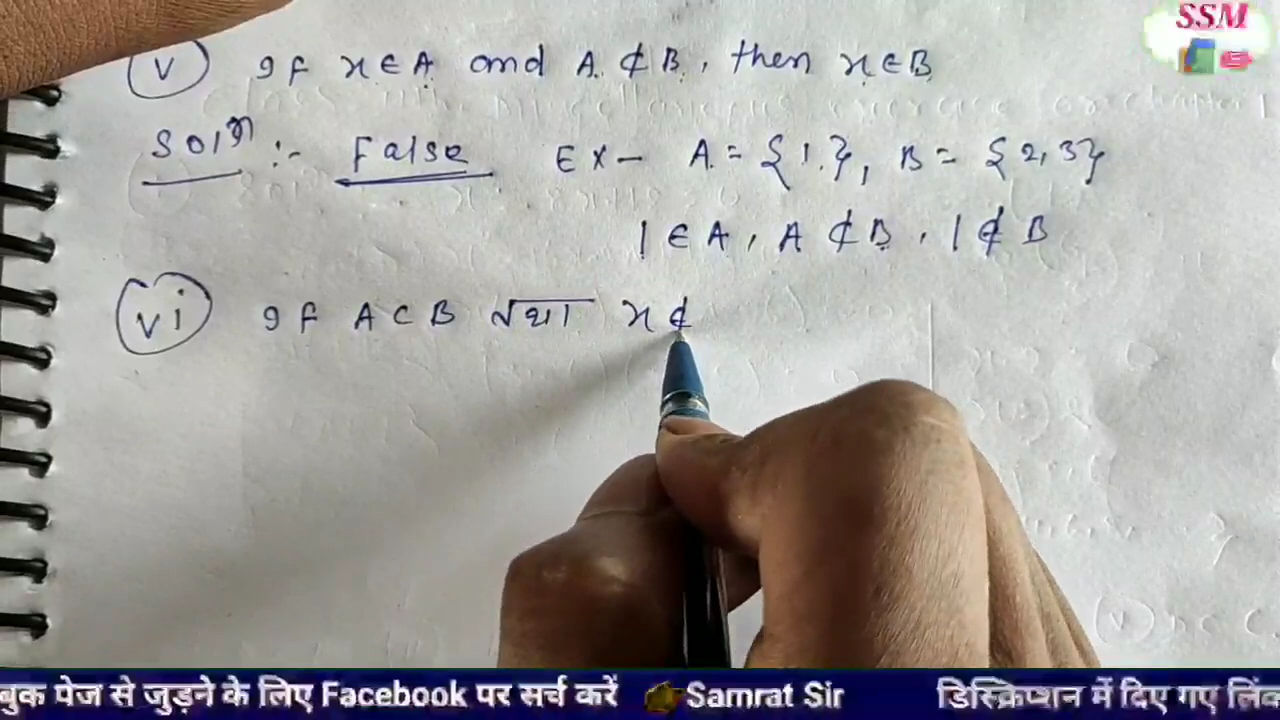 SSM
(v) If x ∈ A and A ⊄ B, then x ∈ B
Solⁿ :- False Ex- A = {1}, B = {2,3}
1 ∈ A, A ⊄ B, 1 ∉ B
(vi) If A ⊂ B तथा x ∉
बुक पेज से जुड़ने के लिए Facebook पर सर्च करें 👉 Samrat Sir डिस्क्रिप्शन में दिए गए लिंक